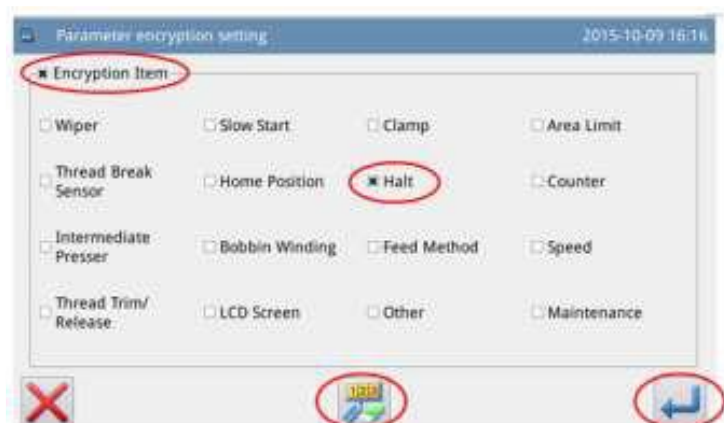 Parameter encryption setting 2015-10-09 16:16
Encryption Item
Wiper Slow Start Clamp Area Limit
Thread Break
Sensor
Home Position Halt Counter
Intermediate
Presser
Bobbin Winding Feed Method Speed
Thread Trim/
Release
LCD Screen Other Maintenance
123